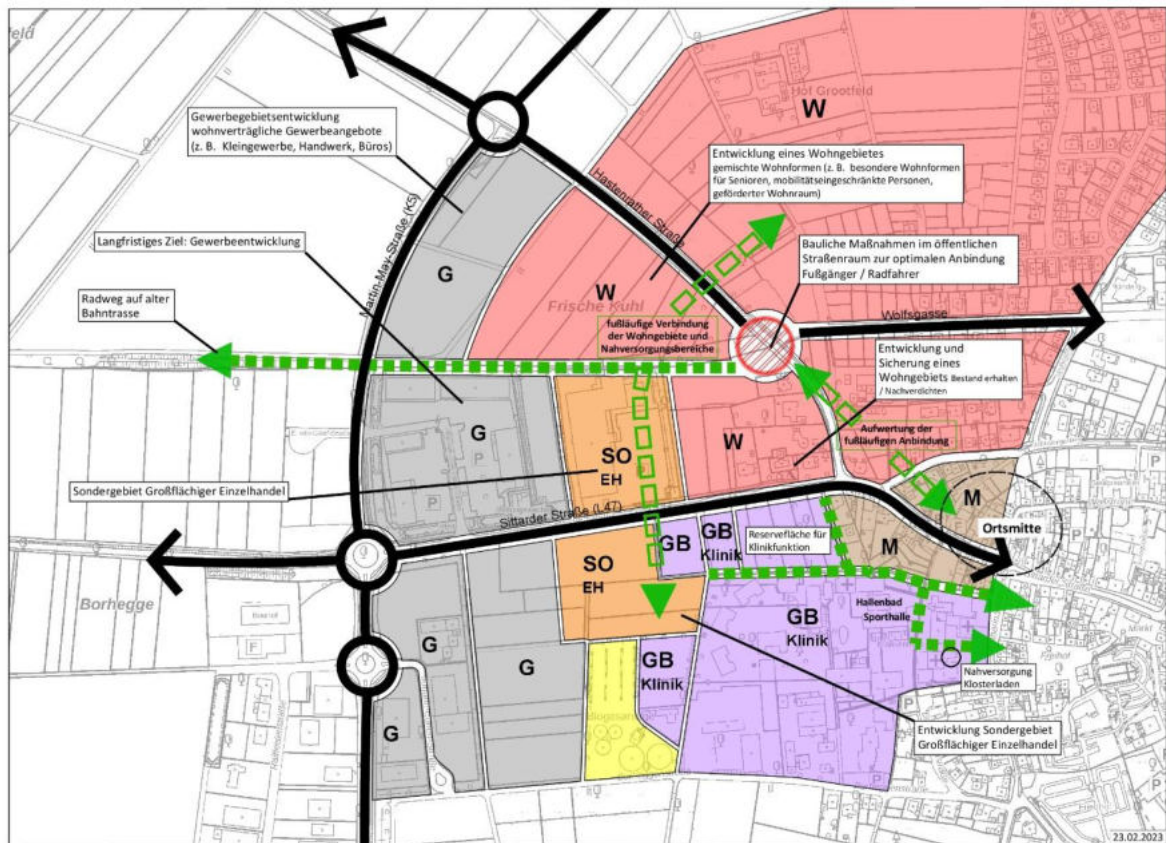 feld
Gewerbegebietsentwicklung
wohnverträgliche Gewerbeangebote
(z. B. Kleingewerbe, Handwerk, Büros)
Hof Grootfeld
W
Entwicklung eines Wohngebietes
gemischte Wohnformen (z. B. besondere Wohnformen
für Senioren, mobilitätseingeschränkte Personen,
geförderter Wohnraum)
Hastenrather Straße
Martin-May-Straße (K5)
Langfristiges Ziel: Gewerbeentwicklung
Bauliche Maßnahmen im öffentlichen
Straßenraum zur optimalen Anbindung
Fußgänger / Radfahrer
G
W
Frische Kuhl
Radweg auf alter
Bahntrasse
fußläufige Verbindung
der Wohngebiete und
Nahversorgungsbereiche
Wolfsgasse
Entwicklung und
Sicherung eines
Wohngebiets Bestand erhalten
/ Nachverdichten
Aufwertung der
fußläufigen Anbindung
G
P
P
SO
EH
W
Sondergebiet Großflächiger Einzelhandel
Sittarder Straße (L47)
M
Ortsmitte
GB
GB
Klinik
Reservefläche für
Klinikfunktion
M
SO
EH
Borhegge
F
GB
Klinik
Hallenbad
Sporthalle
G
G
GB
Klinik
Nahversorgung
Klosterladen
G
Entwicklung Sondergebiet
Großflächiger Einzelhandel
P
23.02.2023